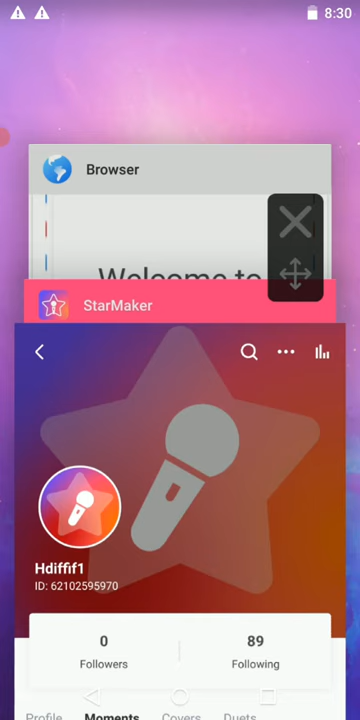 8:30
Browser
Welcome to
StarMaker
Hdiffif1
ID: 62102595970
0
89
Followers
Following
Profile
Moments
Covers
Duets